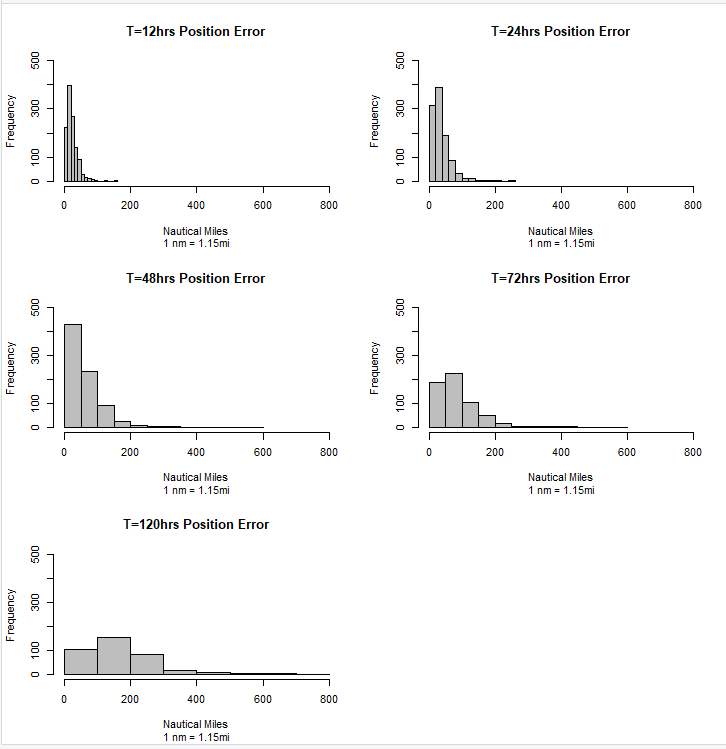 T=12hrs Position Error
500
300
100
0
Frequency
0 200 400 600 800
Nautical Miles
1 nm = 1.15mi
T=24hrs Position Error
500
300
100
0
Frequency
0 200 400 600 800
Nautical Miles
1 nm = 1.15mi
T=48hrs Position Error
500
300
100
0
Frequency
0 200 400 600 800
Nautical Miles
1 nm = 1.15mi
T=72hrs Position Error
500
300
100
0
Frequency
0 200 400 600 800
Nautical Miles
1 nm = 1.15mi
T=120hrs Position Error
500
300
100
0
Frequency
0 200 400 600 800
Nautical Miles
1 nm = 1.15mi